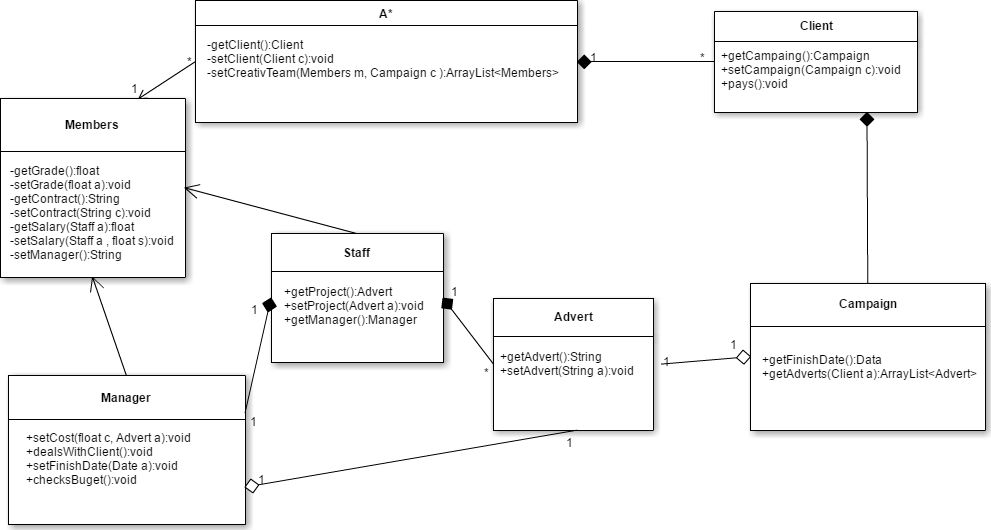 A*
-getClient():Client
-setClient(Client c):void
-setCreativTeam(Members m, Campaign c ):ArrayList<Members>
1
*
Client
+getCampaing():Campaign
+setCampaign(Campaign c):void
+pays():void
*
1
Members
-getGrade():float
-setGrade(float a):void
-getContract():String
-setContract(String c):void
-getSalary(Staff a):float
-setSalary(Staff a , float s):void
-setManager():String
Staff
+getProject():Advert
+setProject(Advert a):void
+getManager():Manager
1
1
*
1
Advert
+getAdvert():String
+setAdvert(String a):void
1
1
Campaign
+getFinishDate():Data
+getAdverts(Client a):ArrayList<Advert>
Manager
+setCost(float c, Advert a):void
+dealsWithClient():void
+setFinishDate(Date a):void
+checksBuget():void
1
1